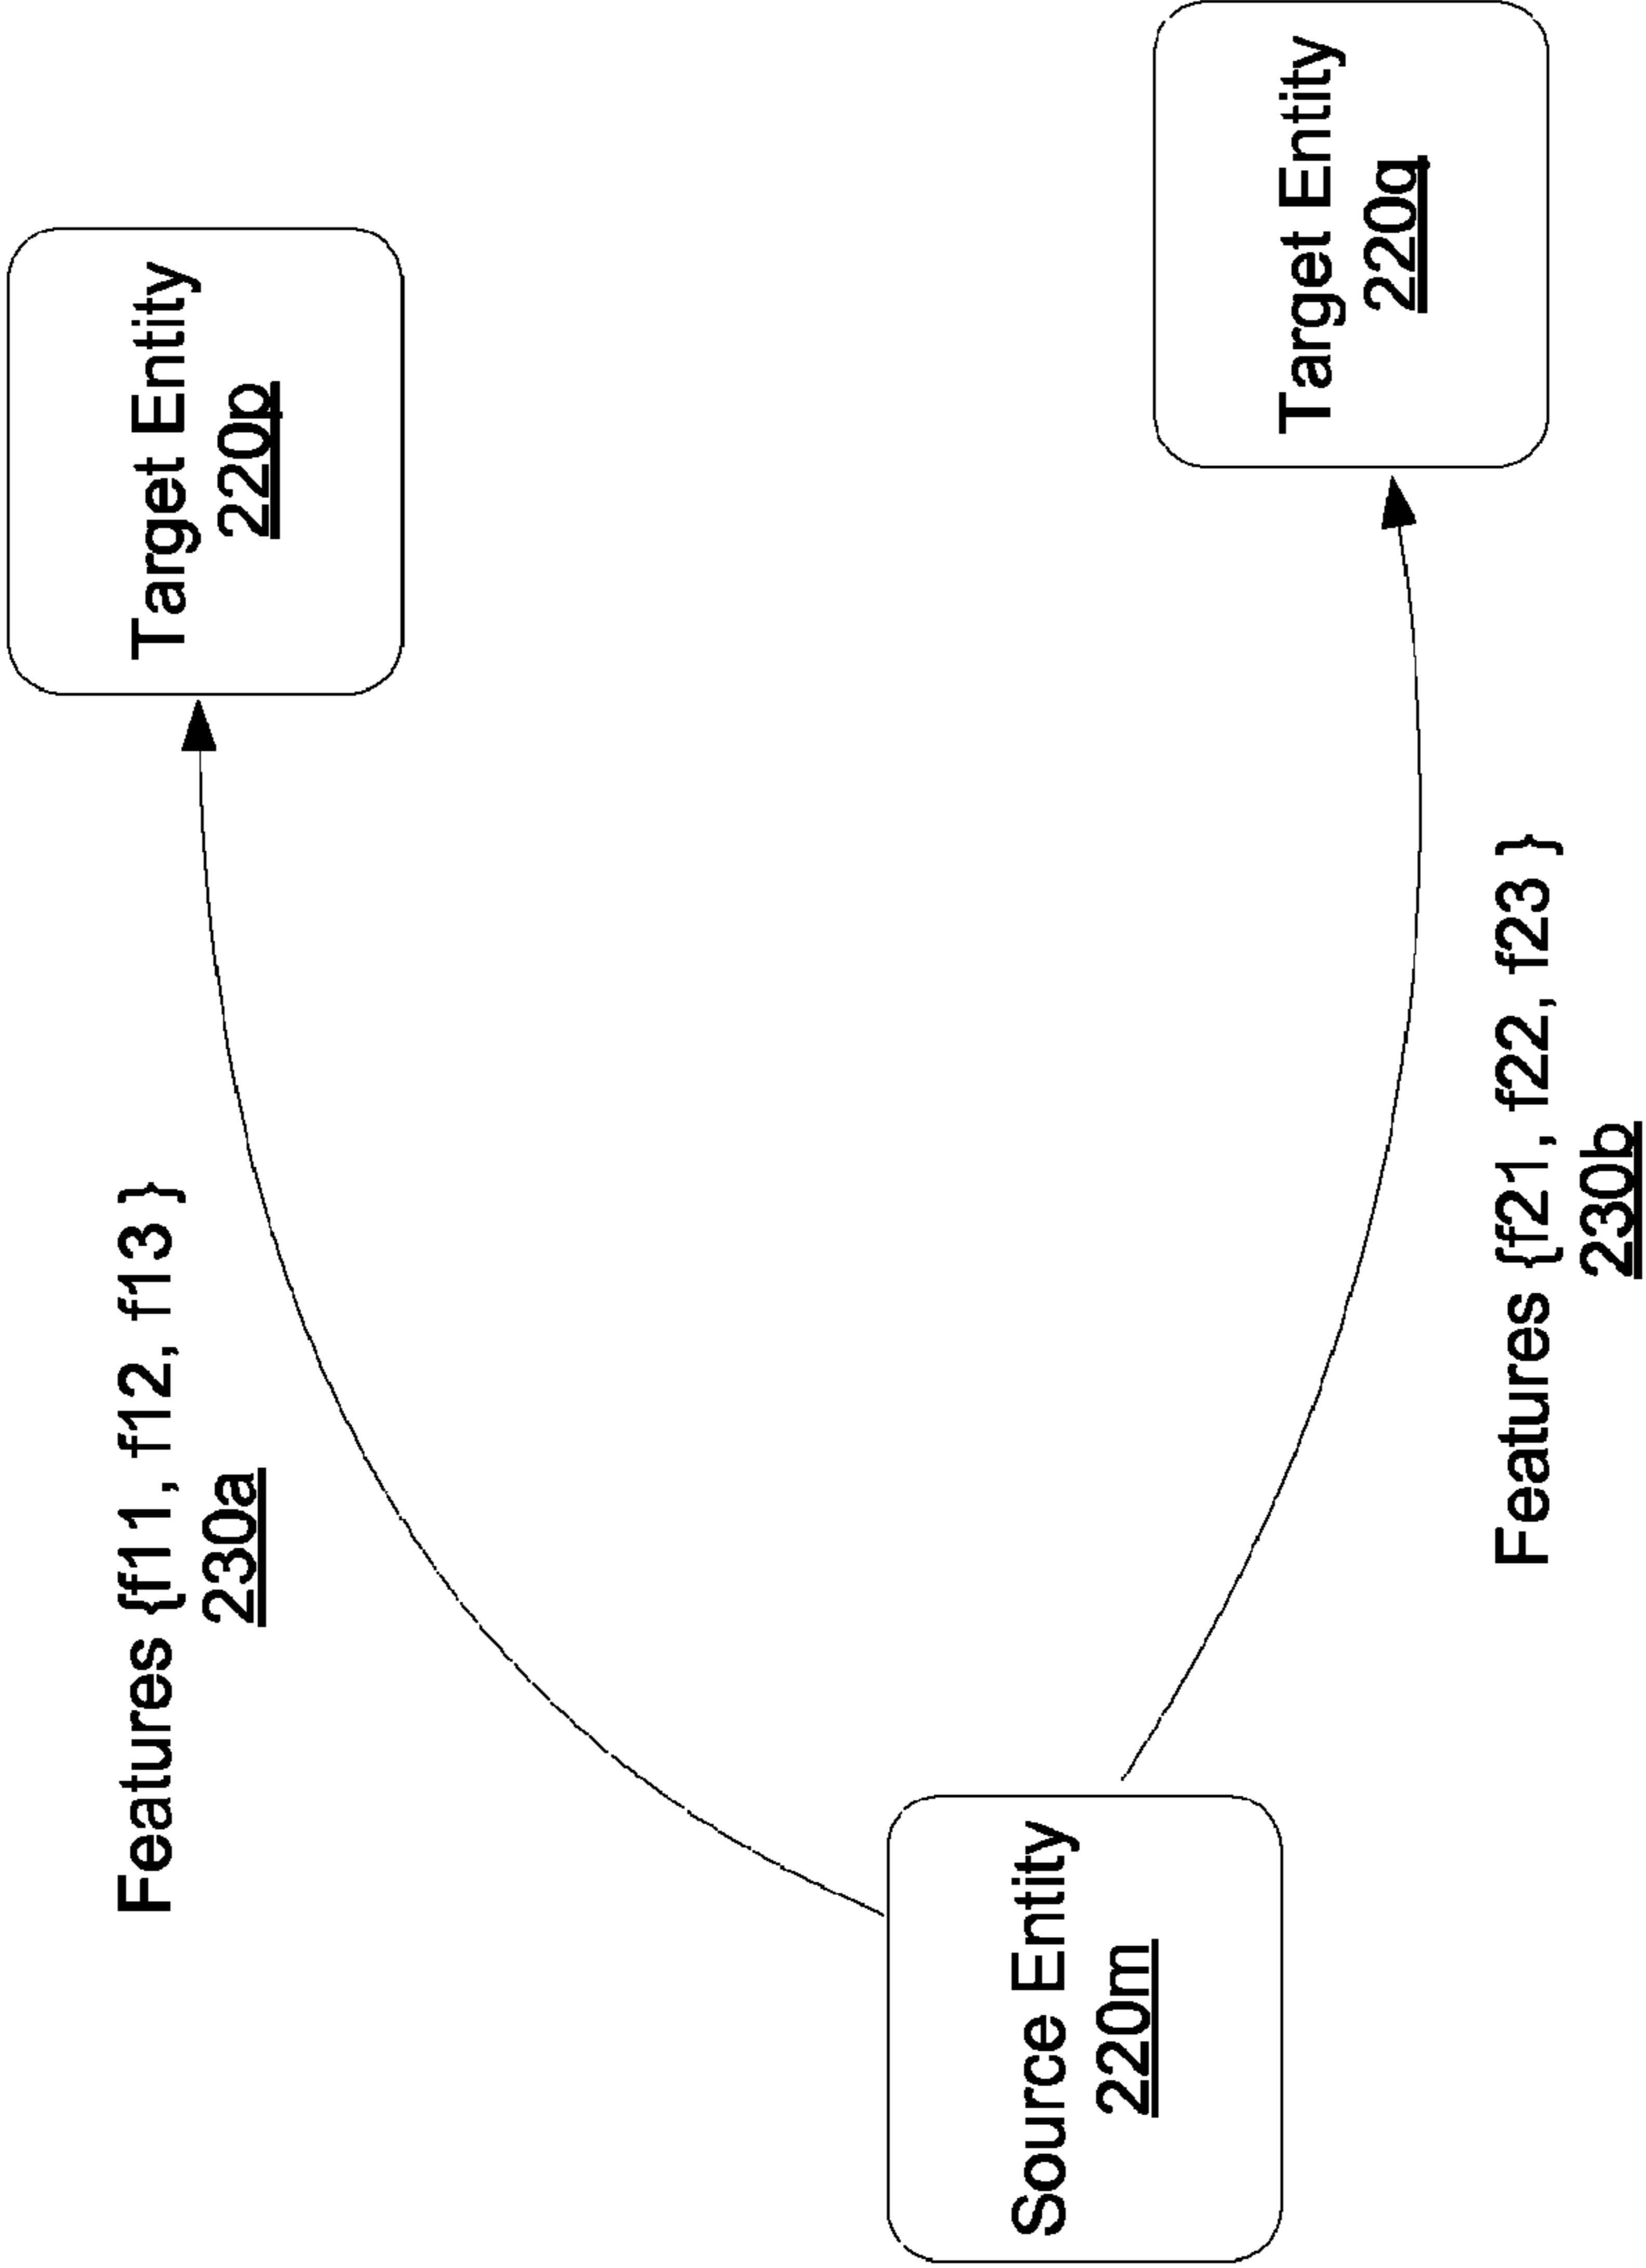 Features {f11, f12, f13 }
230a
Target Entity
220p
Source Entity
220m
Target Entity
220q
Features {f21, f22, f23 }
230b